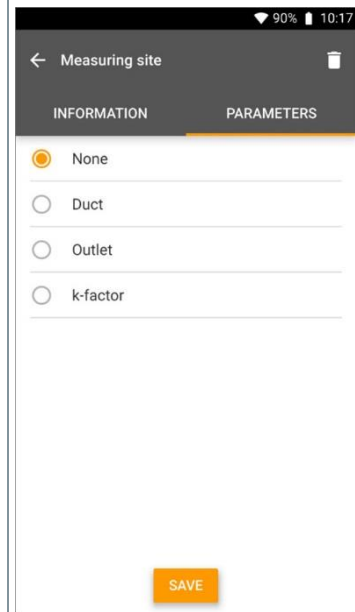 90% 10:17
Measuring site
INFORMATION PARAMETERS
None
Duct
Outlet
k-factor
SAVE